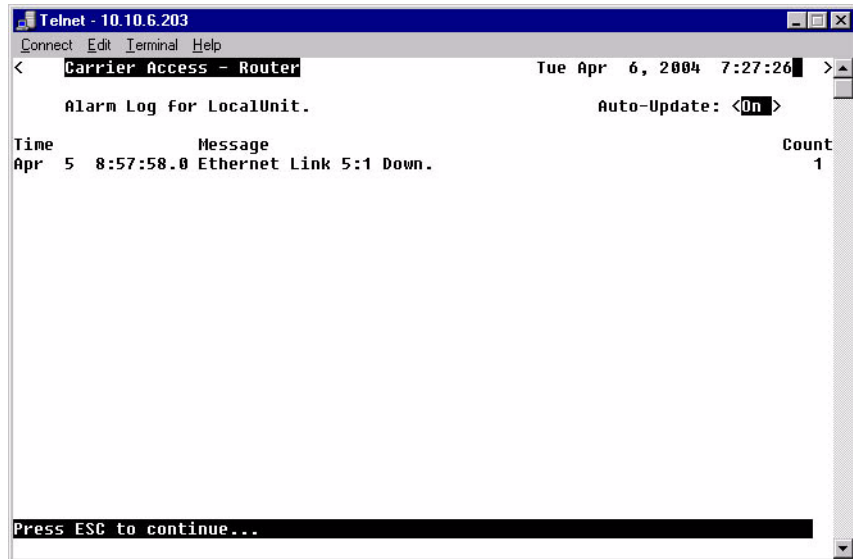 Telnet - 10.10.6.203
Connect Edit Terminal Help
< Carrier Access - Router Tue Apr 6, 2004 7:27:26 >
Alarm Log for LocalUnit. Auto-Update: <On >
Time Message Count
Apr 5 8:57:58.0 Ethernet Link 5:1 Down. 1
Press ESC to continue...